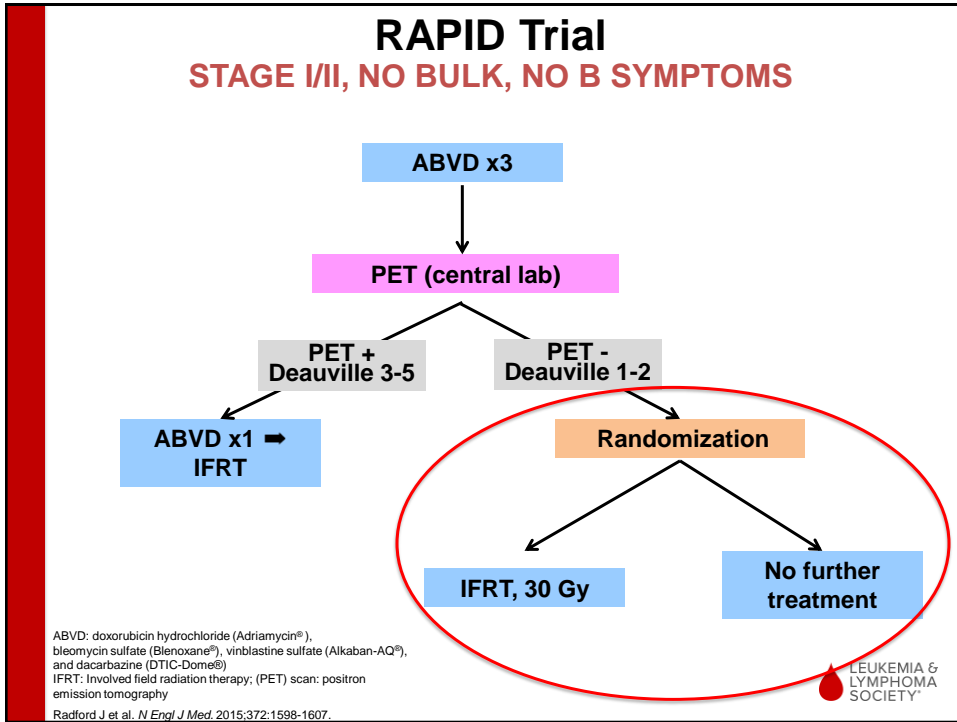 RAPID Trial
STAGE I/II, NO BULK, NO B SYMPTOMS
ABVD x3
PET (central lab)
PET +
Deauville 3-5
PET -
Deauville 1-2
ABVD x1 ➡
IFRT
Randomization
IFRT, 30 Gy
No further
treatment
ABVD: doxorubicin hydrochloride (Adriamycin® ),
bleomycin sulfate (Blenoxane®), vinblastine sulfate (Alkaban-AQ®),
and dacarbazine (DTIC-Dome®)
IFRT: Involved field radiation therapy; (PET) scan: positron
emission tomography
Radford J et al. N Engl J Med. 2015;372:1598-1607.
LEUKEMIA &
LYMPHOMA
SOCIETY®